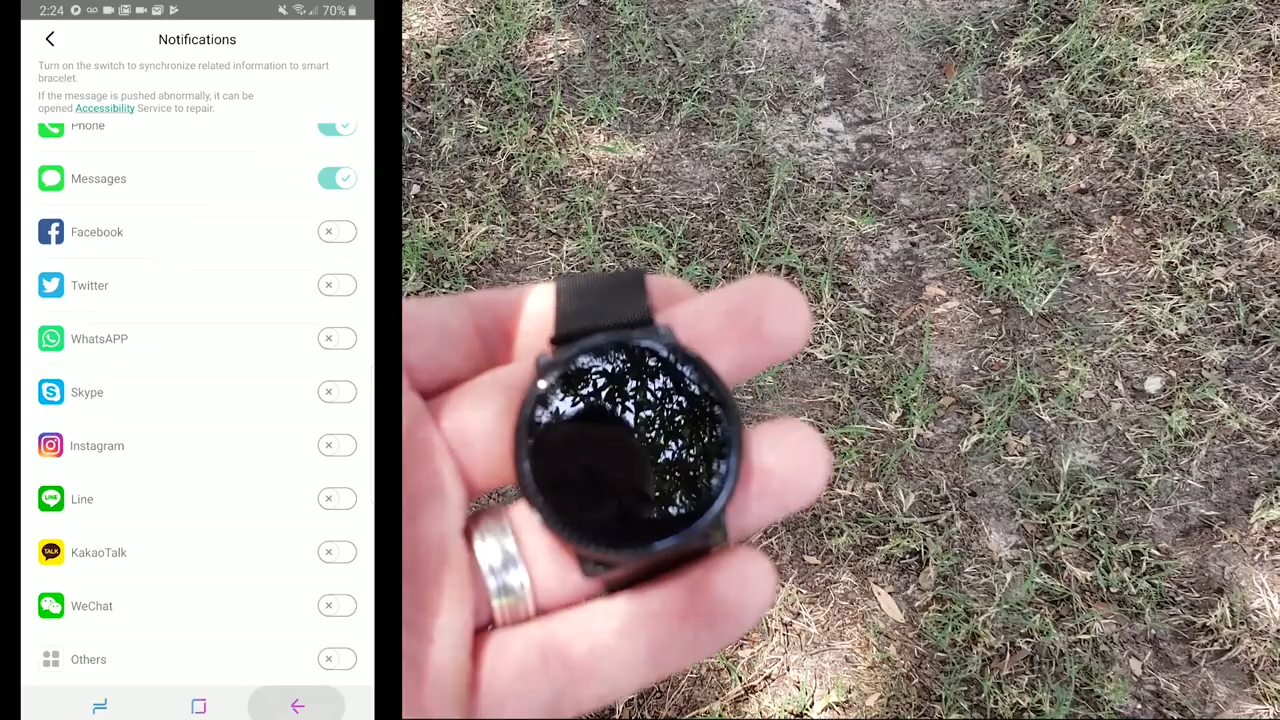 2:24 70%
Notifications
Turn on the switch to synchronize related information to smart
bracelet.
If the message is pushed abnormally, it can be
opened Accessibility Service to repair.
Phone
Messages
Facebook
Twitter
WhatsAPP
Skype
Instagram
LINE Line
TALK KakaoTalk
WeChat
Others